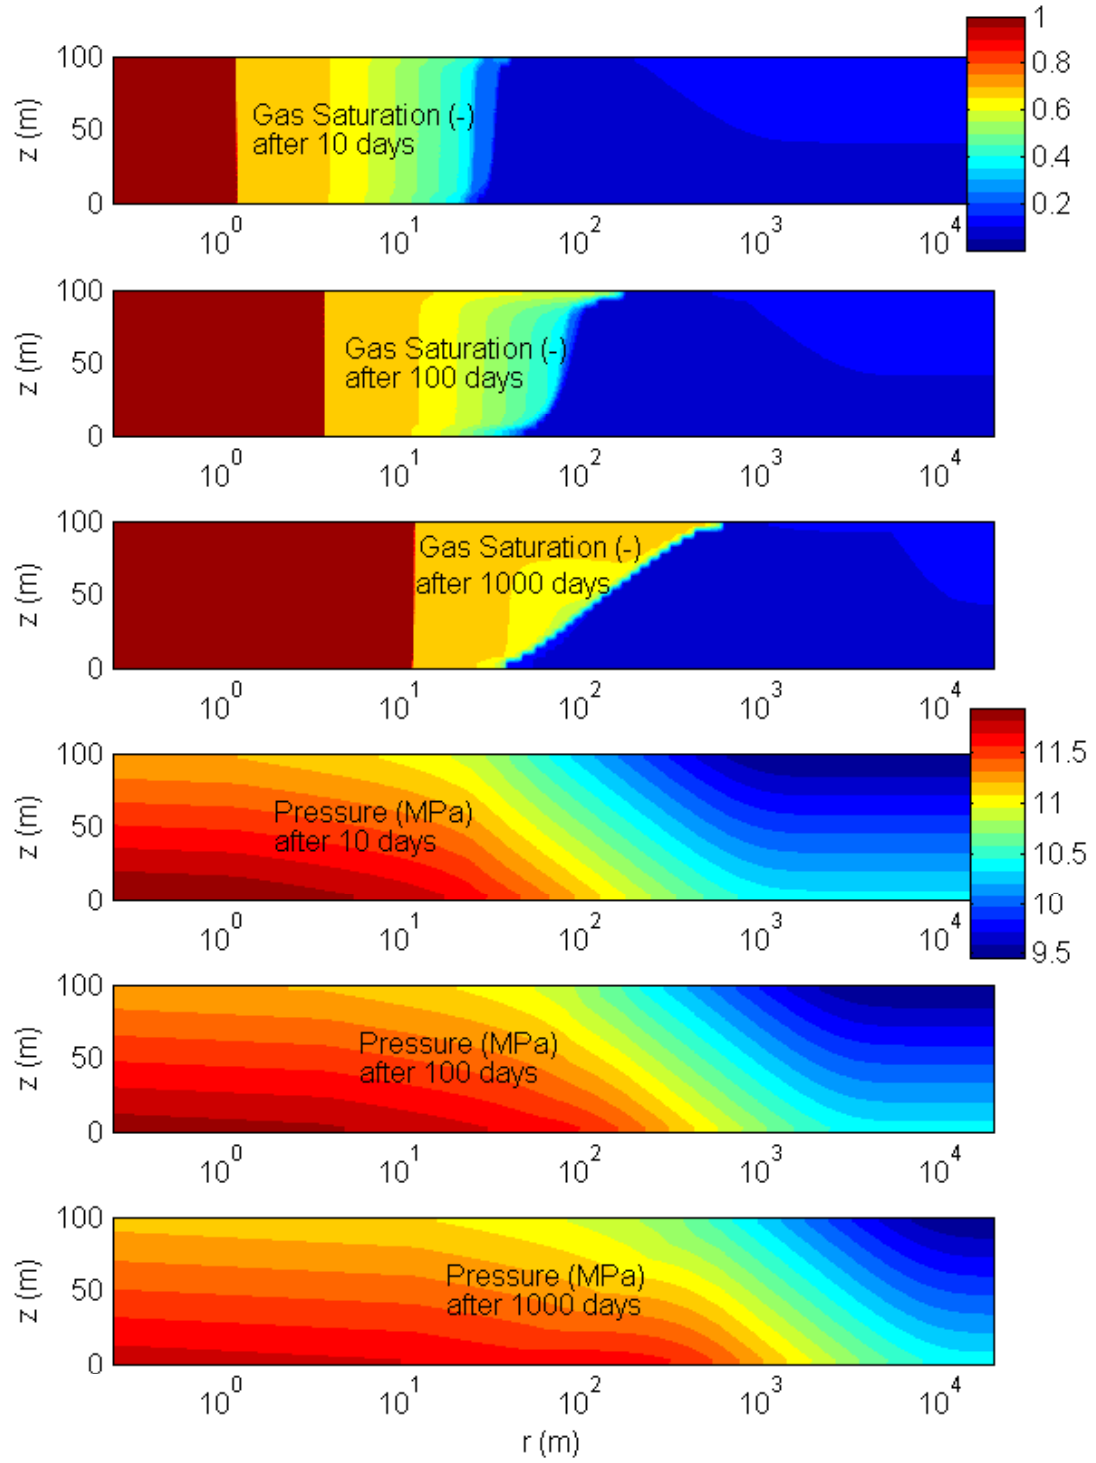 1
0.8
0.6
0.4
0.2
100
50
0
z (m)
Gas Saturation (-)
after 10 days
10^0 10^1 10^2 10^3 10^4
100
50
0
z (m)
Gas Saturation (-)
after 100 days
10^0 10^1 10^2 10^3 10^4
100
50
0
z (m)
Gas Saturation (-)
after 1000 days
10^0 10^1 10^2 10^3 10^4
11.5
11
10.5
10
9.5
100
50
0
z (m)
Pressure (MPa)
after 10 days
10^0 10^1 10^2 10^3 10^4
100
50
0
z (m)
Pressure (MPa)
after 100 days
10^0 10^1 10^2 10^3 10^4
100
50
0
z (m)
Pressure (MPa)
after 1000 days
10^0 10^1 10^2 10^3 10^4
r (m)